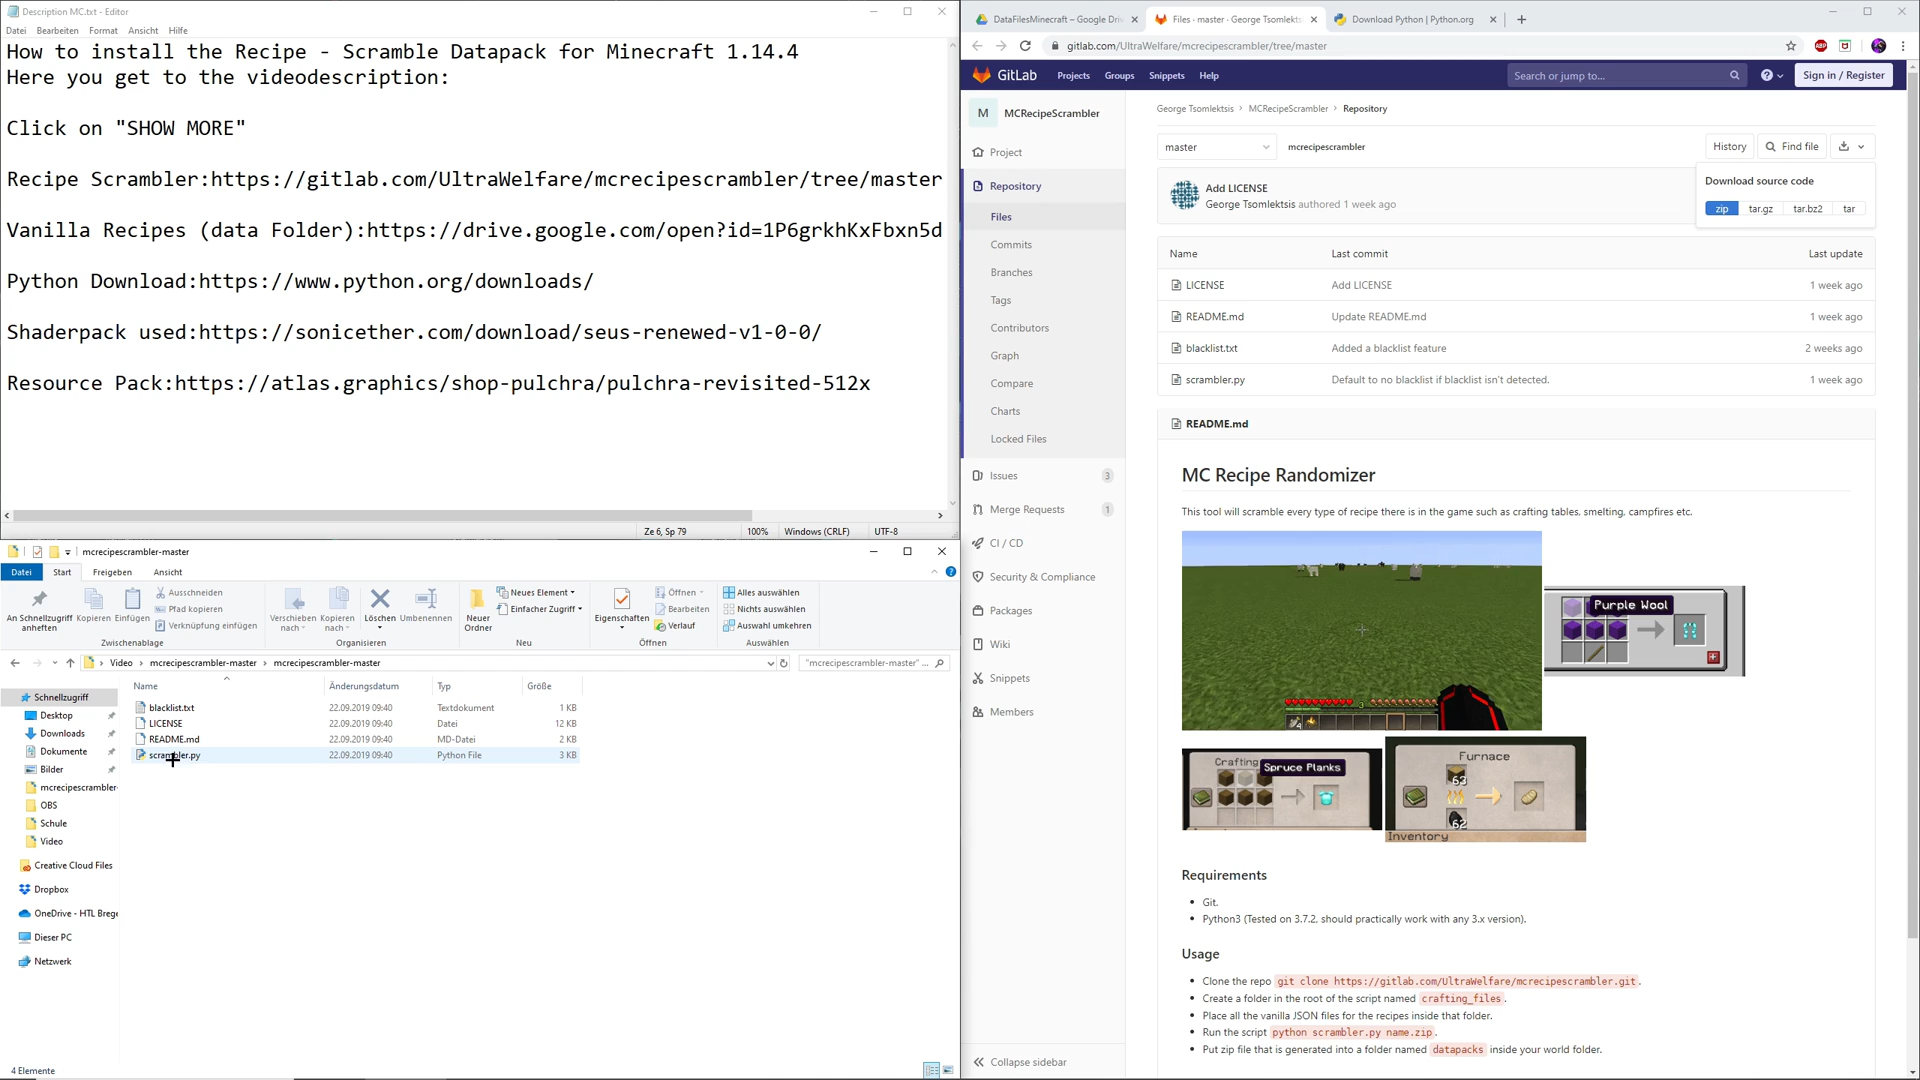 Description MC.txt - Editor
Datei Bearbeiten Format Ansicht Hilfe
How to install the Recipe - Scramble Datapack for Minecraft 1.14.4
Here you get to the videodescription:
Click on "SHOW MORE"
Recipe Scrambler:https://gitlab.com/UltraWelfare/mcrecipescrambler/tree/master
Vanilla Recipes (data Folder):https://drive.google.com/open?id=1P6grkhKxFbxn5d
Python Download:https://www.python.org/downloads/
Shaderpack used:https://sonicether.com/download/seus-renewed-v1-0-0/
Resource Pack:https://atlas.graphics/shop-pulchra/pulchra-revisited-512x
Ze 6, Sp 79 100% Windows (CRLF) UTF-8
mcrecipescrambler-master
Datei Start Freigeben Ansicht
An Schnellzugriff anheften
Kopieren
Einfügen
Ausschneiden
Pfad kopieren
Verknüpfung einfügen
Zwischenablage
Verschieben nach
Kopieren nach
Löschen
Umbenennen
Organisieren
Neuer Ordner
Neues Element
Einfacher Zugriff
Neu
Eigenschaften
Öffnen
Bearbeiten
Verlauf
Öffnen
Alles auswählen
Nichts auswählen
Auswahl umkehren
Auswählen
Video mcrecipescrambler-master mcrecipescrambler-master
"mcrecipescrambler-master" ...
Name Änderungsdatum Typ Größe
blacklist.txt 22.09.2019 09:40 Textdokument 1 KB
LICENSE 22.09.2019 09:40 Datei 12 KB
README.md 22.09.2019 09:40 MD-Datei 2 KB
scrambler.py 22.09.2019 09:40 Python File 3 KB
Schnellzugriff
Desktop
Downloads
Dokumente
Bilder
mcrecipescrambler-
OBS
Schule
Video
Creative Cloud Files
Dropbox
OneDrive - HTL Brege
Dieser PC
Netzwerk
4 Elemente
DataFilesMinecraft – Google Dri
Files · master · George Tsomlekts
Download Python | Python.org
gitlab.com/UltraWelfare/mcrecipescrambler/tree/master
ABP
GitLab Projects Groups Snippets Help
Search or jump to...
Sign in / Register
M MCRecipeScrambler
Project
Repository
Files
Commits
Branches
Tags
Contributors
Graph
Compare
Charts
Locked Files
Issues 3
Merge Requests 1
CI / CD
Security & Compliance
Packages
Wiki
Snippets
Members
Collapse sidebar
George Tsomlektsis › MCRecipeScrambler › Repository
master mcrecipescrambler
History Find file
Download source code
zip tar.gz tar.bz2 tar
Add LICENSE
George Tsomlektsis authored 1 week ago
Name Last commit Last update
LICENSE Add LICENSE 1 week ago
README.md Update README.md 1 week ago
blacklist.txt Added a blacklist feature 2 weeks ago
scrambler.py Default to no blacklist if blacklist isn't detected. 1 week ago
README.md
MC Recipe Randomizer
This tool will scramble every type of recipe there is in the game such as crafting tables, smelting, campfires etc.
3
Purple Wool
Crafting
Spruce Planks
Furnace
63
62
Inventory
Requirements
• Git.
• Python3 (Tested on 3.7.2, should practically work with any 3.x version).
Usage
• Clone the repo git clone https://gitlab.com/UltraWelfare/mcrecipescrambler.git.
• Create a folder in the root of the script named crafting_files.
• Place all the vanilla JSON files for the recipes inside that folder.
• Run the script python scrambler.py name.zip.
• Put zip file that is generated into a folder named datapacks inside your world folder.